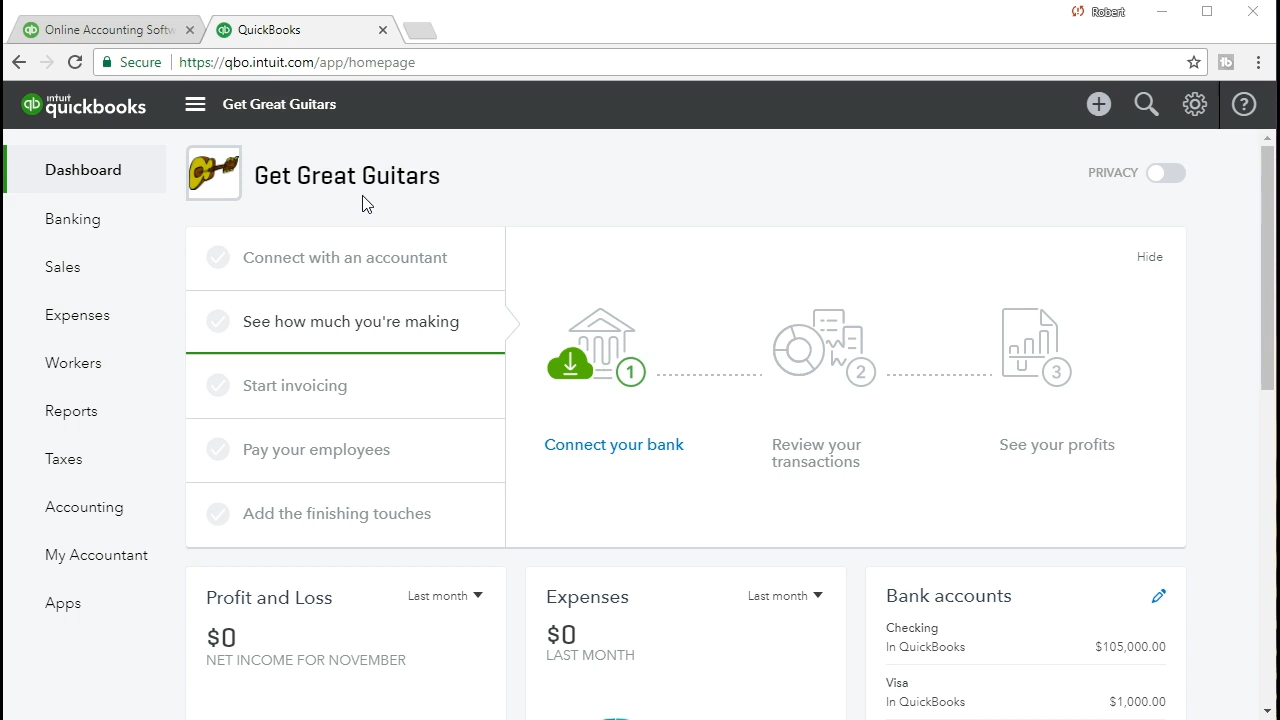 Robert
Online Accounting Softw
QuickBooks
Secure
https://qbo.intuit.com/app/homepage
qb intuit quickbooks
Get Great Guitars
Dashboard
Banking
Sales
Expenses
Workers
Reports
Taxes
Accounting
My Accountant
Apps
Get Great Guitars
PRIVACY
Connect with an accountant
See how much you're making
Start invoicing
Pay your employees
Add the finishing touches
Hide
1
2
3
Connect your bank
Review your
transactions
See your profits
Profit and Loss
Last month
$0
NET INCOME FOR NOVEMBER
Expenses
Last month
$0
LAST MONTH
Bank accounts
Checking
In QuickBooks $105,000.00
Visa
In QuickBooks $1,000.00